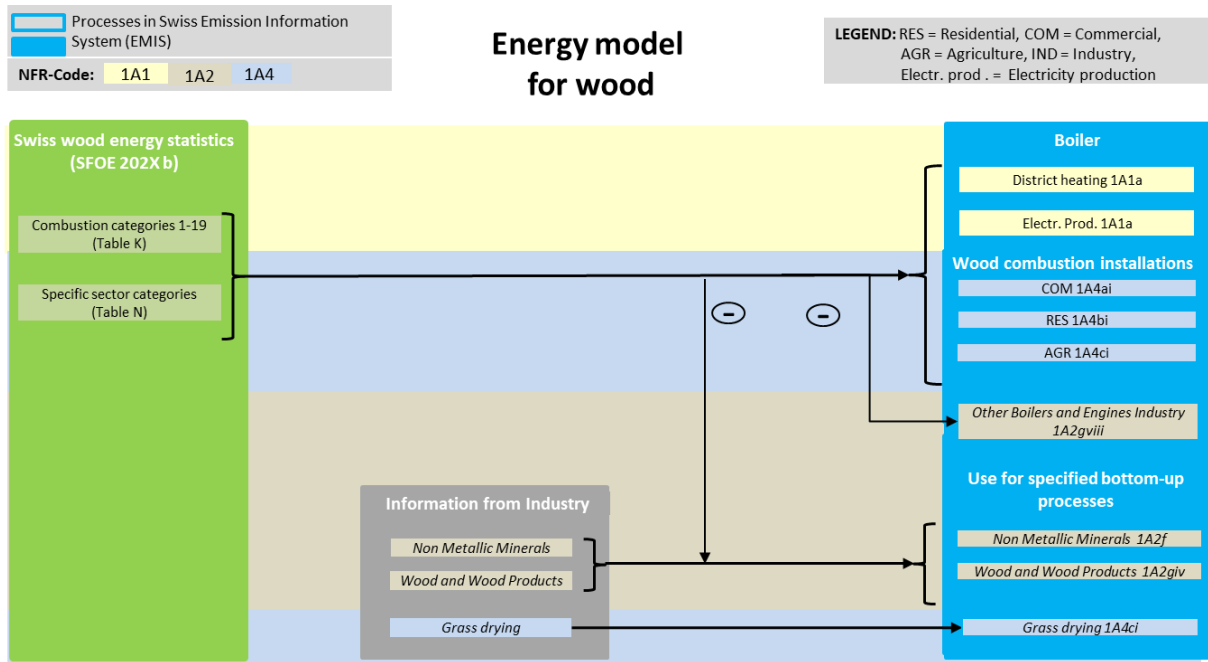 Processes in Swiss Emission Information
System (EMIS)
NFR-Code: 1A1 1A2 1A4
Energy model
for wood
LEGEND: RES = Residential, COM = Commercial,
AGR = Agriculture, IND = Industry,
Electr. prod . = Electricity production
Swiss wood energy statistics
(SFOE 202X b)
Combustion categories 1-19
(Table K)
Specific sector categories
(Table N)
Boiler
District heating 1A1a
Electr. Prod. 1A1a
Wood combustion installations
COM 1A4ai
RES 1A4bi
AGR 1A4ci
- -
Other Boilers and Engines Industry
1A2gviii
Information from Industry
Non Metallic Minerals
Wood and Wood Products
Grass drying
Use for specified bottom-up
processes
Non Metallic Minerals 1A2f
Wood and Wood Products 1A2giv
Grass drying 1A4ci